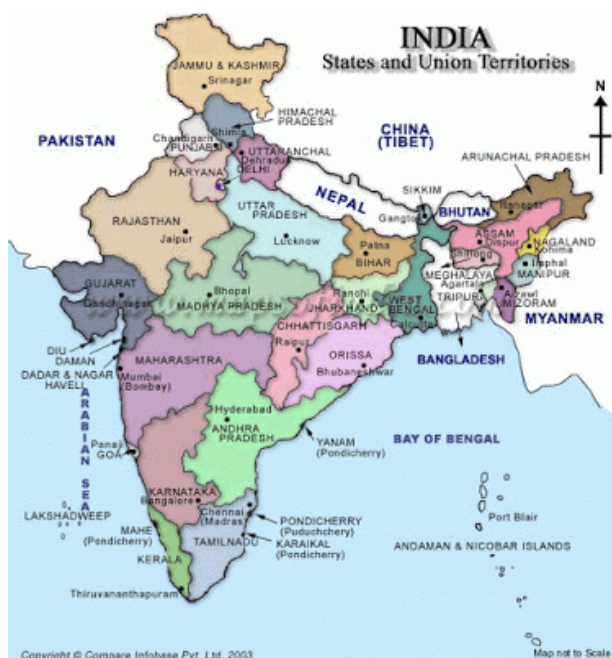 INDIA
States and Union Territories
N
JAMMU & KASHMIR
Srinagar
HIMACHAL
PRADESH
Shimla
Chandigarh
PUNJAB
PAKISTAN
CHINA
(TIBET)
UTTARANCHAL
Dehradun
DELHI
HARYANA
ARUNACHAL PRADESH
Itanagar
SIKKIM
Gangtok
NEPAL
BHUTAN
RAJASTHAN
Jaipur
UTTAR
PRADESH
Lucknow
ASSAM
Dispur
NAGALAND
Kohima
Shillong
MEGHALAYA
Imphal
MANIPUR
Patna
BIHAR
Agartala
TRIPURA
Aizawl
MIZORAM
MYANMAR
GUJARAT
Gandhinagar
Bhopal
MADHYA PRADESH
Ranchi
JHARKHAND
WEST
BENGAL
Calcutta
BANGLADESH
CHHATTISGARH
Raipur
ORISSA
Bhubaneshwar
DIU
DAMAN
DADAR & NAGAR
HAVELI
MAHARASHTRA
Mumbai
(Bombay)
ARABIAN SEA
Hyderabad
ANDHRA
PRADESH
YANAM
(Pondicherry)
BAY OF BENGAL
Panaji
GOA
KARNATAKA
Bangalore
LAKSHADWEEP
MAHE
(Pondicherry)
KERALA
Chennai
(Madras)
TAMILNADU
PONDICHERRY
(Puduchchery)
KARAIKAL
(Pondicherry)
Port Blair
ANDAMAN & NICOBAR ISLANDS
Thiruvananthapuram
Copyright © Compare Infobase Pvt. Ltd. 2003
Map not to Scale